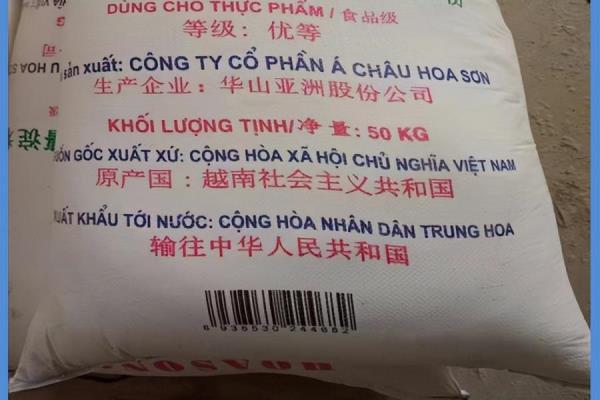 DÙNG CHO THỰC PHẨM / 食品级
等级: 优等
sản xuất: CÔNG TY CỔ PHẦN Á CHÂU HOA SƠN
生产企业: 华山亚洲股份公司
KHỐI LƯỢNG TỊNH/净 量: 50 KG
GỐC XUẤT XỨ: CỘNG HÒA XÃ HỘI CHỦ NGHĨA VIỆT NAM
原产国: 越南社会主义共和国
XUẤT KHẨU TỚI NƯỚC: CỘNG HÒA NHÂN DÂN TRUNG HOA
输往中华人民共和国
6 935530 244082
HOASON